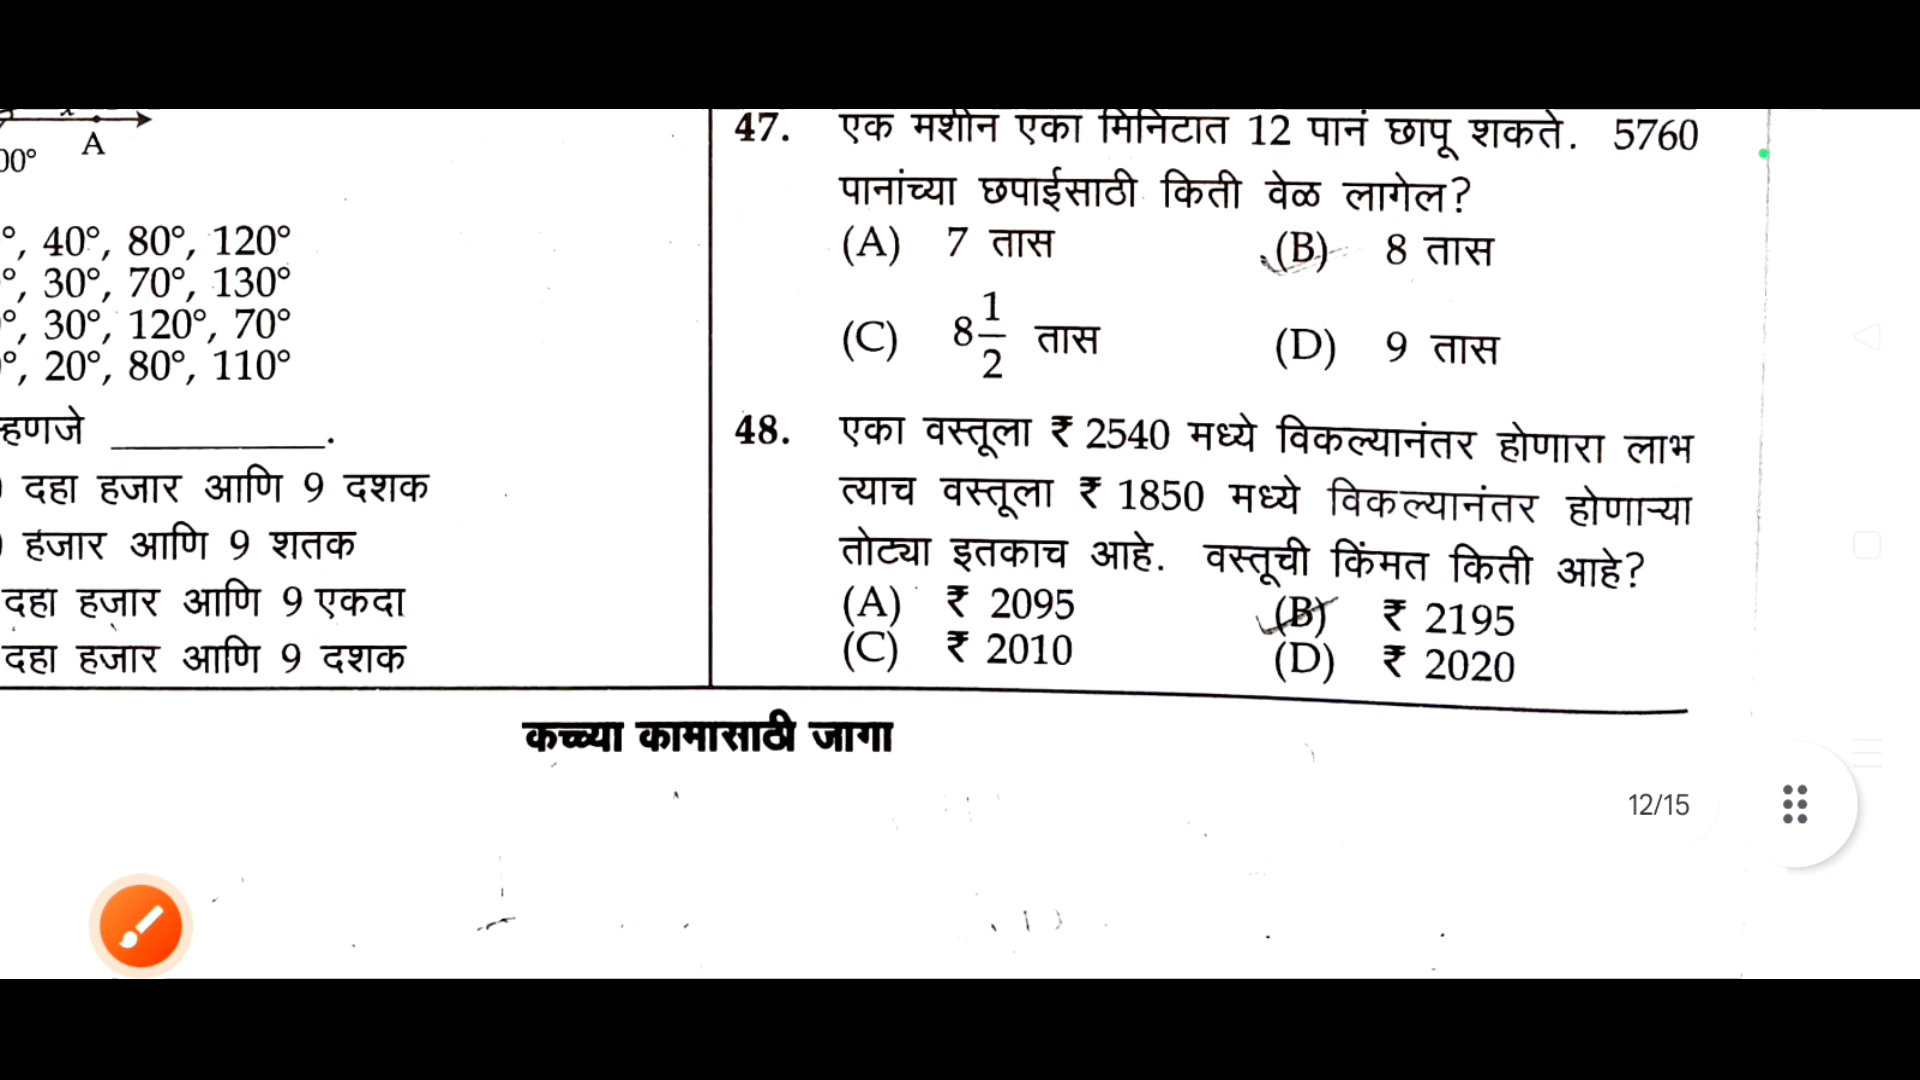 A
00°
°, 40°, 80°, 120°
°, 30°, 70°, 130°
°, 30°, 120°, 70°
°, 20°, 80°, 110°
म्हणजे __________.
दहा हजार आणि 9 दशक
हजार आणि 9 शतक
दहा हजार आणि 9 एकदा
दहा हजार आणि 9 दशक
47. एक मशीन एका मिनिटात 12 पानं छापू शकते. 5760
पानांच्या छपाईसाठी किती वेळ लागेल?
(A) 7 तास (B) 8 तास
(C) 8 1/2 तास (D) 9 तास
48. एका वस्तूला ₹ 2540 मध्ये विकल्यानंतर होणारा लाभ
त्याच वस्तूला ₹ 1850 मध्ये विकल्यानंतर होणाऱ्या
तोट्या इतकाच आहे. वस्तूची किंमत किती आहे?
(A) ₹ 2095 (B) ₹ 2195
(C) ₹ 2010 (D) ₹ 2020
कच्च्या कामासाठी जागा
12/15